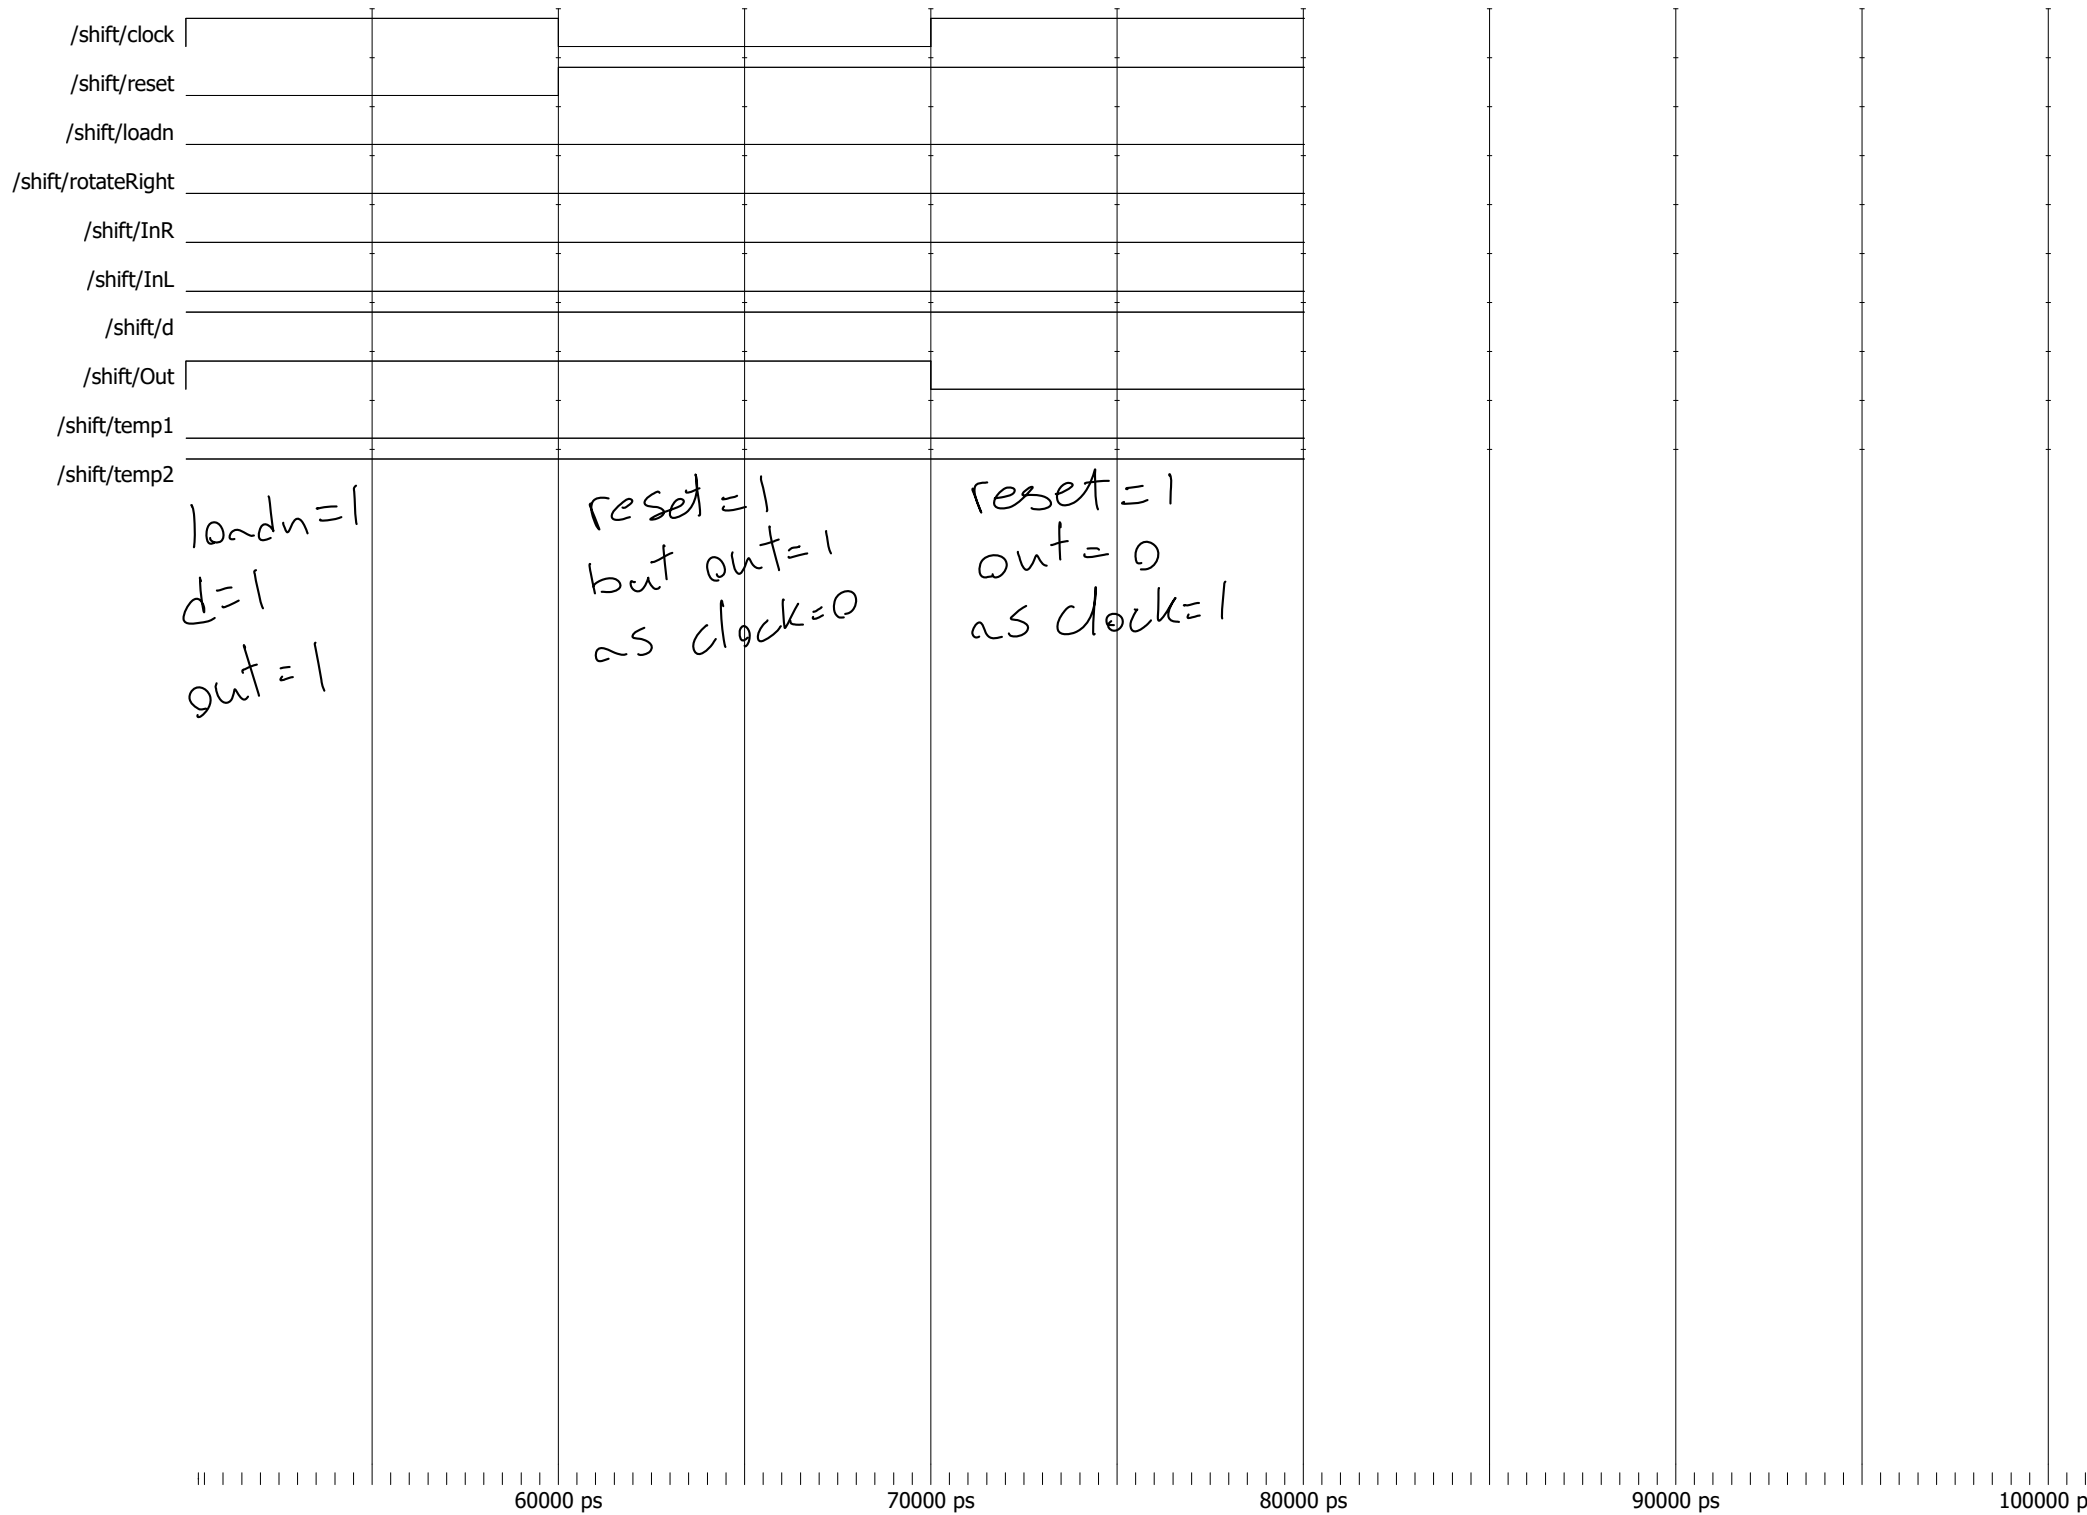 /shift/clock
/shift/reset
/shift/loadn
/shift/rotateRight
/shift/InR
/shift/InL
/shift/d
/shift/Out
/shift/temp1
/shift/temp2
loadn=1
d=1
out=1
reset=1
but out=1
as clock=0
reset=1
out=0
as clock=1
60000 ps
70000 ps
80000 ps
90000 ps
100000 p